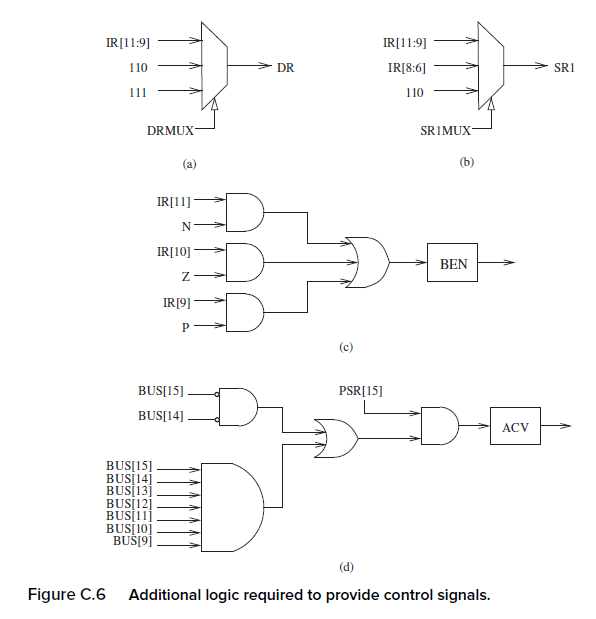 IR[11:9]
110
111
DR
DRMUX
(a)
IR[11:9]
IR[8:6]
110
SR1
SR1MUX
(b)
IR[11]
N
IR[10]
Z
IR[9]
P
BEN
(c)
BUS[15]
BUS[14]
PSR[15]
ACV
BUS[15]
BUS[14]
BUS[13]
BUS[12]
BUS[11]
BUS[10]
BUS[9]
(d)
Figure C.6 Additional logic required to provide control signals.